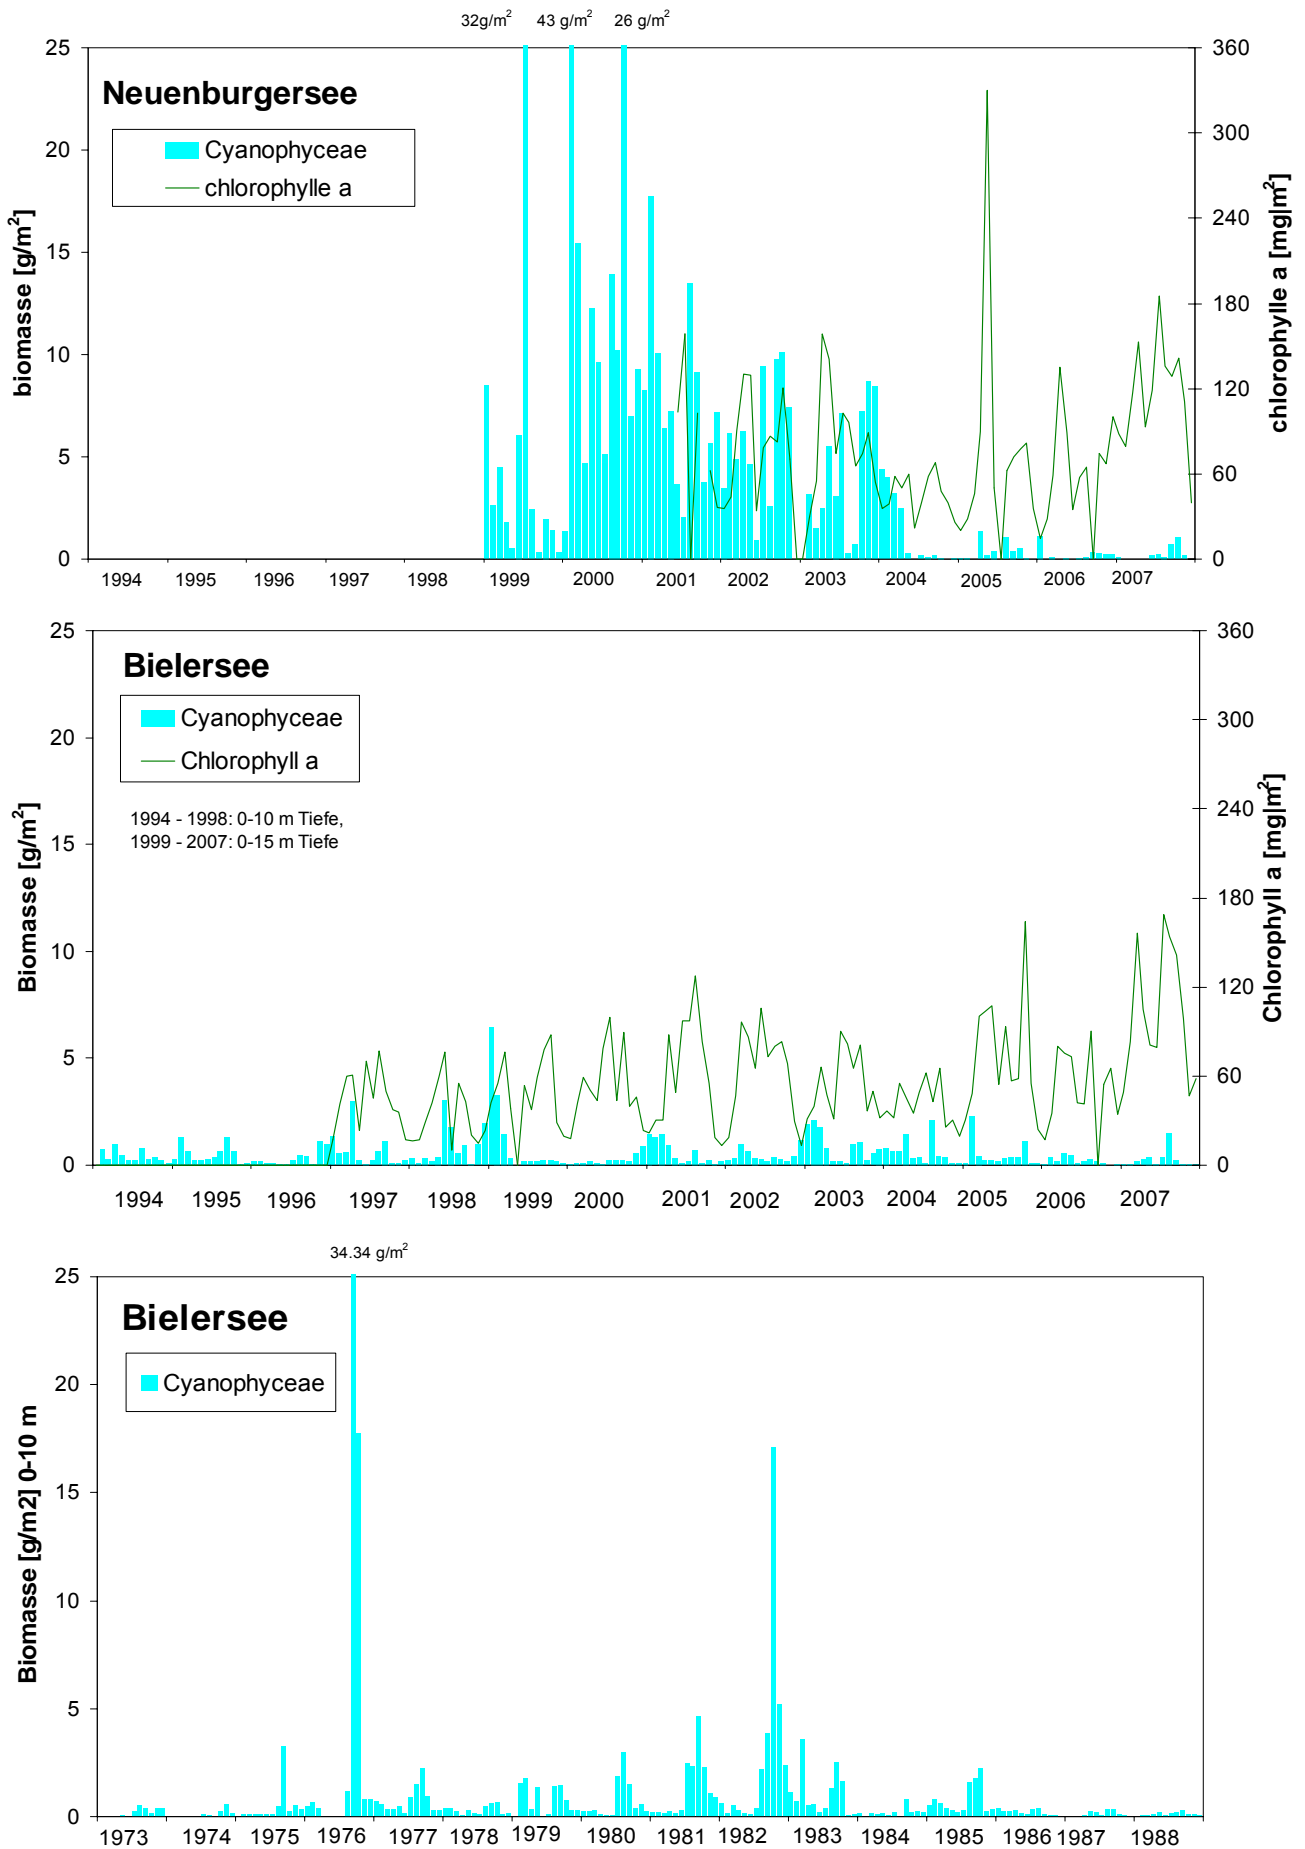 32g/m² 43 g/m² 26 g/m²
Neuenburgersee
Cyanophyceae
chlorophylle a
biomasse [g/m²]
25
20
15
10
5
0
chlorophylle a [mg|m²]
360
300
240
180
120
60
0
1994 1995 1996 1997 1998 1999 2000 2001 2002 2003 2004 2005 2006 2007
Bielersee
Cyanophyceae
Chlorophyll a
1994 - 1998: 0-10 m Tiefe,
1999 - 2007: 0-15 m Tiefe
Biomasse [g/m²]
25
20
15
10
5
0
Chlorophyll a [mg|m²]
360
300
240
180
120
60
0
1994 1995 1996 1997 1998 1999 2000 2001 2002 2003 2004 2005 2006 2007
34.34 g/m²
Bielersee
Cyanophyceae
Biomasse [g/m2] 0-10 m
25
20
15
10
5
0
1973 1974 1975 1976 1977 1978 1979 1980 1981 1982 1983 1984 1985 1986 1987 1988